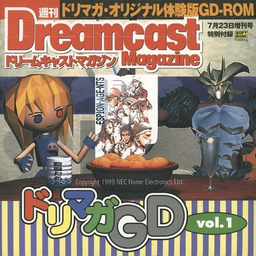 週刊 ドリマガ・オリジナル体験版GD-ROM
Dreamcast
7月23日増刊号
特別付録
ドリームキャストマガジン Magazine
ESPION-AGE-NTS
Copyright 1999 NEC Home Electronics Ltd.
ドリマガGD
vol.1